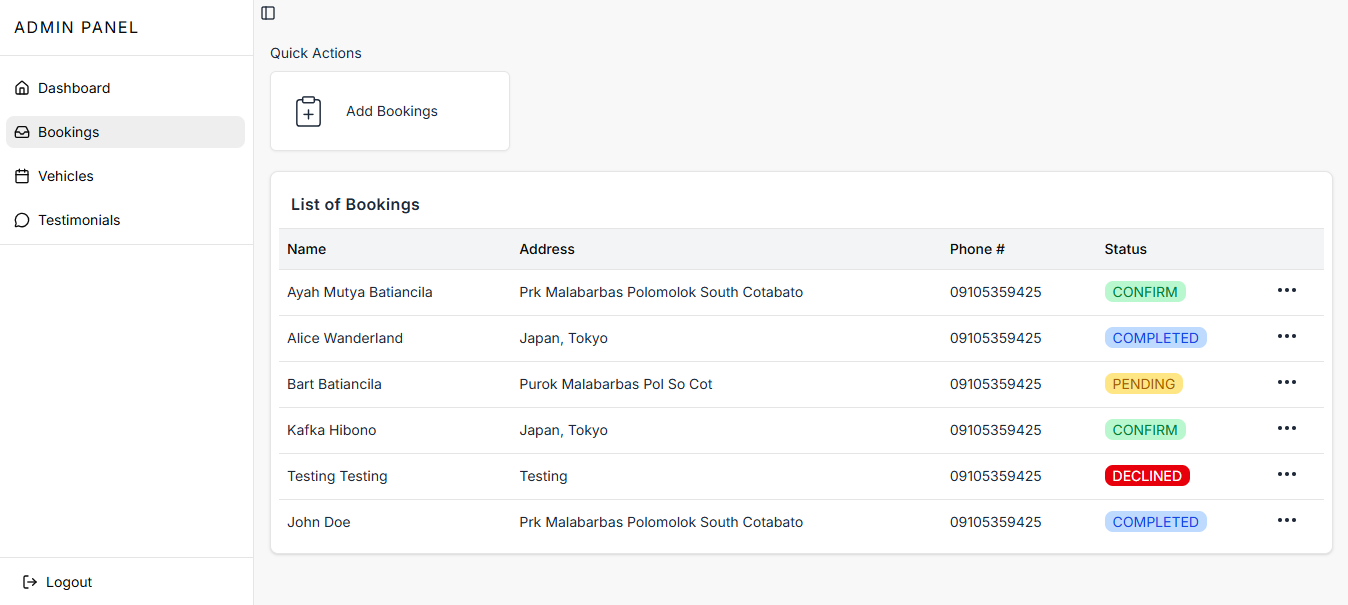 ADMIN PANEL
Dashboard
Bookings
Vehicles
Testimonials
Logout
Quick Actions
Add Bookings
List of Bookings
Name Address Phone # Status
Ayah Mutya Batiancila Prk Malabarbas Polomolok South Cotabato 09105359425 CONFIRM
Alice Wanderland Japan, Tokyo 09105359425 COMPLETED
Bart Batiancila Purok Malabarbas Pol So Cot 09105359425 PENDING
Kafka Hibono Japan, Tokyo 09105359425 CONFIRM
Testing Testing Testing 09105359425 DECLINED
John Doe Prk Malabarbas Polomolok South Cotabato 09105359425 COMPLETED